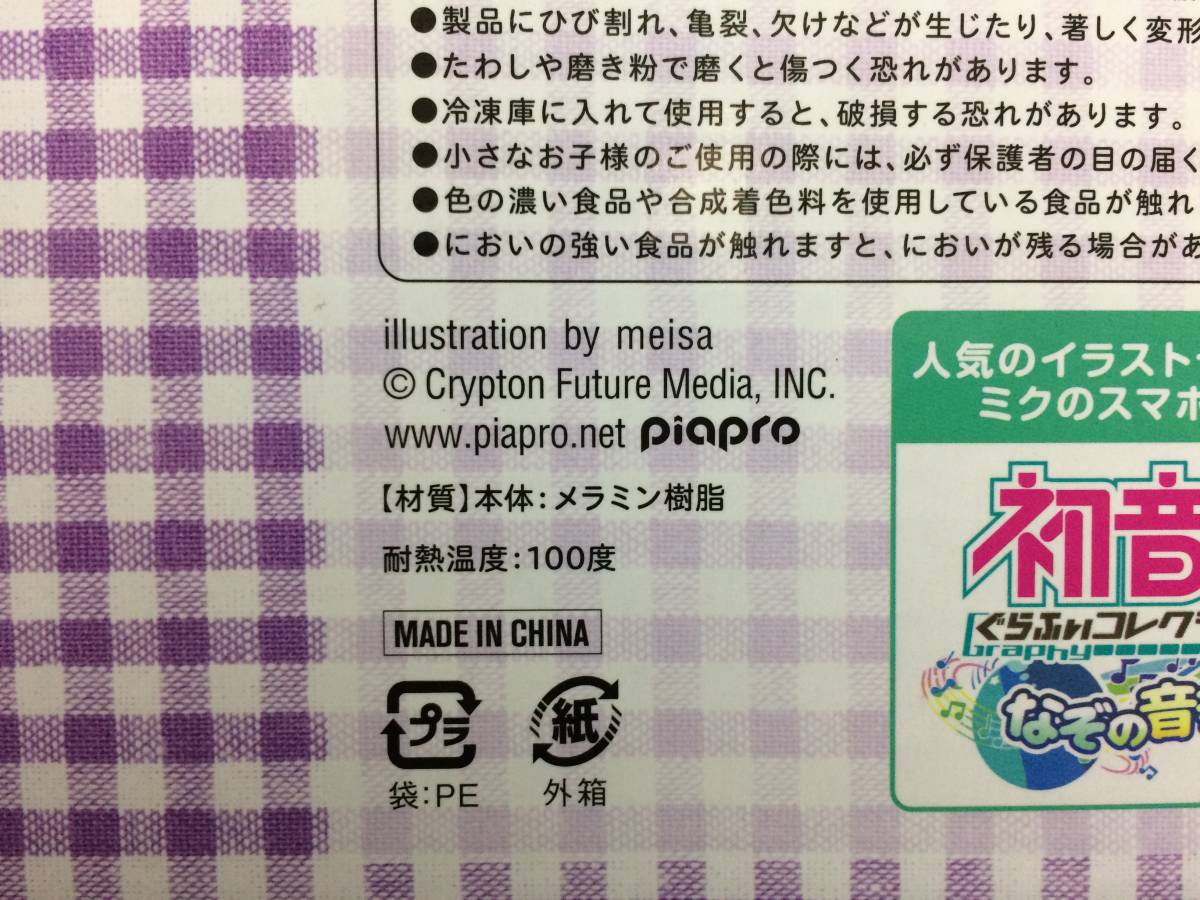 ●製品にひび割れ、亀裂、欠けなどが生じたり、著しく変形
●たわしや磨き粉で磨くと傷つく恐れがあります。
●冷凍庫に入れて使用すると、破損する恐れがあります。
●小さなお子様のご使用の際には、必ず保護者の目の届く
●色の濃い食品や合成着色料を使用している食品が触れ
●においの強い食品が触れますと、においが残る場合があ
illustration by meisa
© Crypton Future Media, INC.
www.piapro.net piapro
【材質】本体：メラミン樹脂
耐熱温度：100度
MADE IN CHINA
プラ
袋：PE
紙
外箱
人気のイラスト
ミクのスマホ
初音
ぐらふぃコレク
Graphy
なぞの音